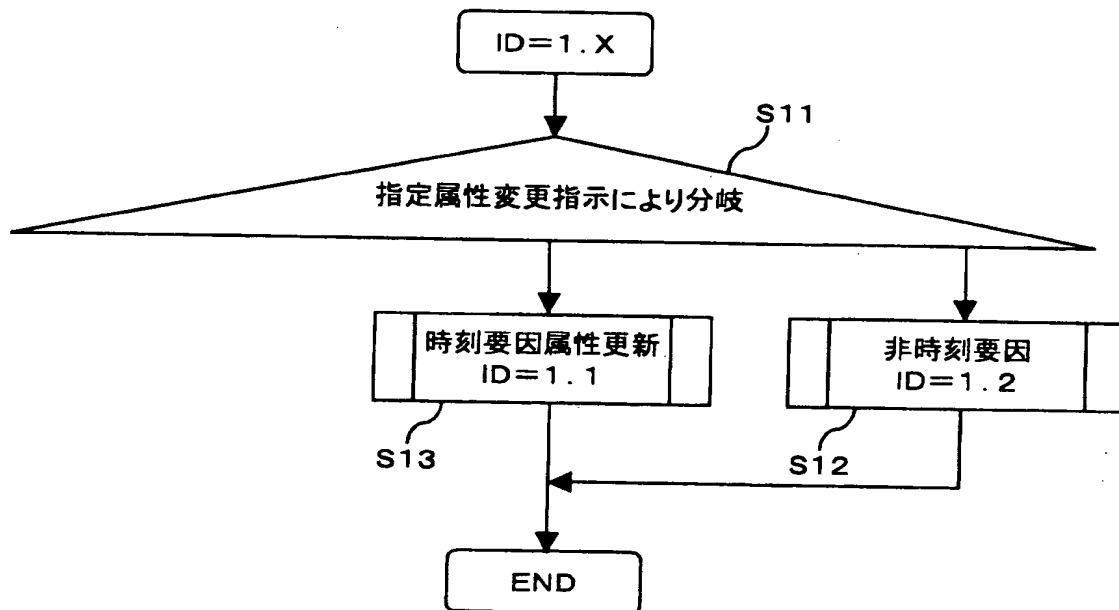 ID=1.X
S11
指定属性変更指示により分岐
時刻要因属性更新
ID=1.1
非時刻要因
ID=1.2
S13
S12
END